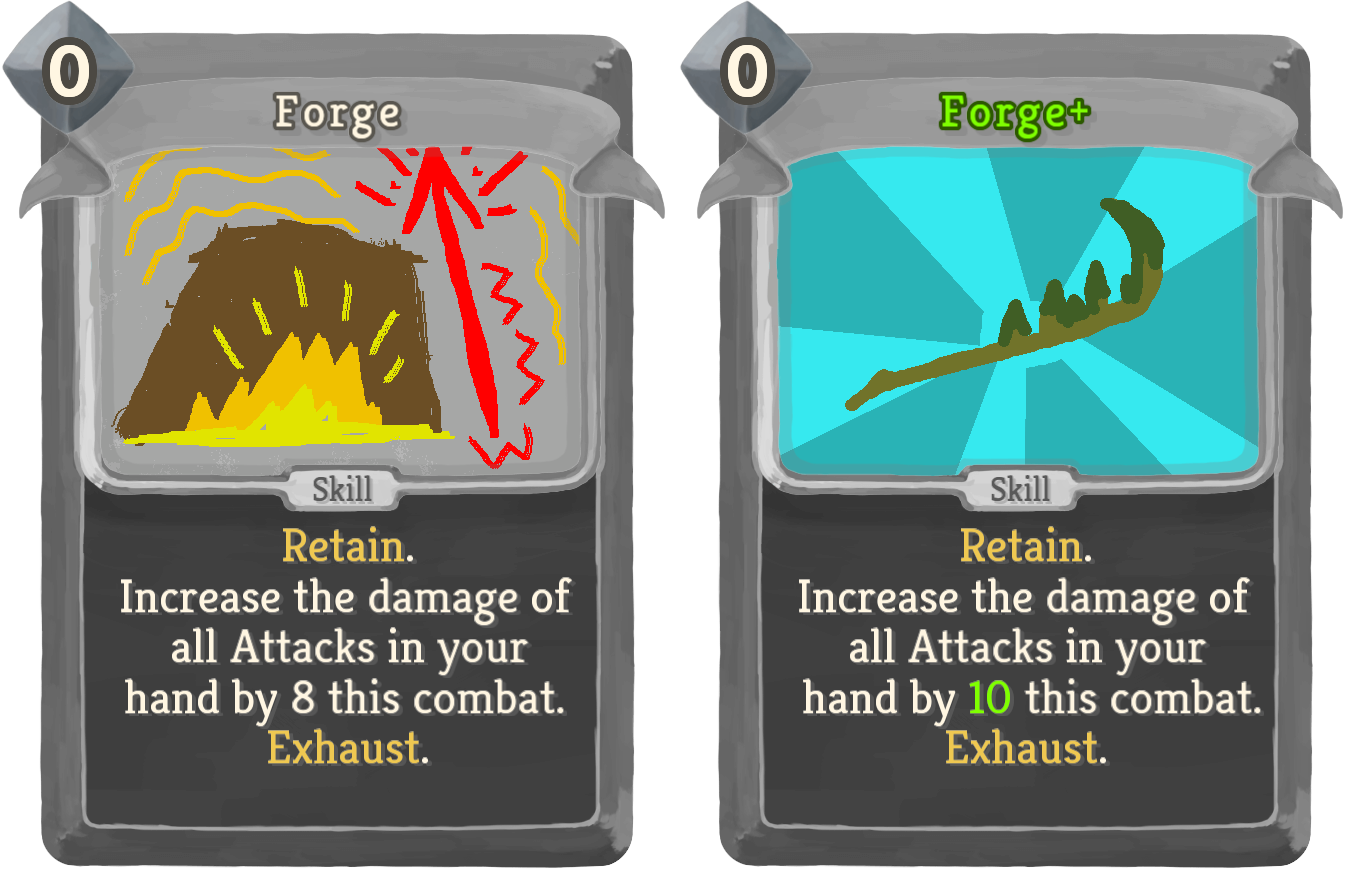 0
Forge
Skill
Retain.
Increase the damage of
all Attacks in your
hand by 8 this combat.
Exhaust.
0
Forge+
Skill
Retain.
Increase the damage of
all Attacks in your
hand by 10 this combat.
Exhaust.